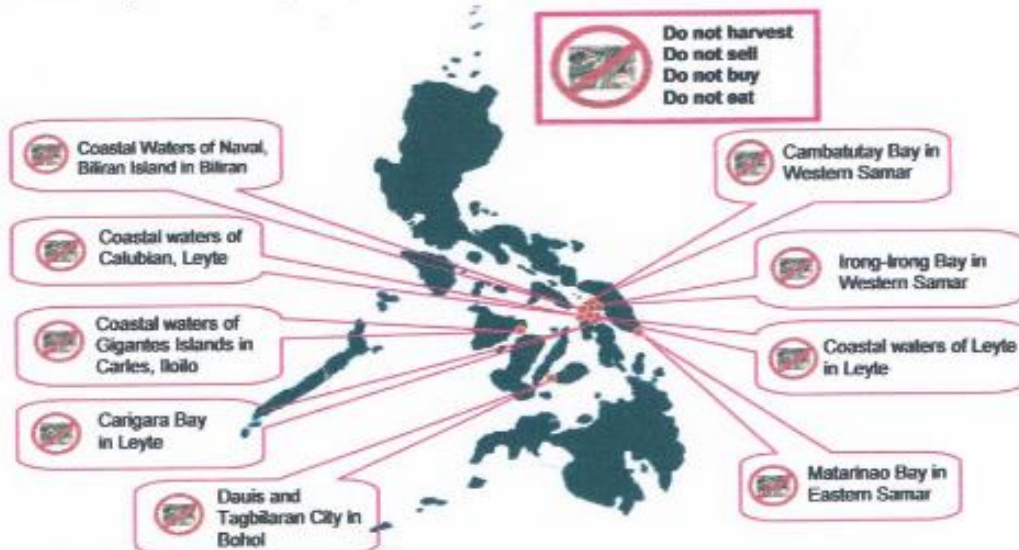 Do not harvest
Do not sell
Do not buy
Do not eat
Coastal Waters of Naval,
Biliran Island in Biliran
Coastal waters of
Calubian, Leyte
Coastal waters of
Gigantes Islands in
Carles, Iloilo
Carigara Bay
in Leyte
Dauis and
Tagbilaran City in
Bohol
Cambatutay Bay in
Western Samar
Irong-Irong Bay in
Western Samar
Coastal waters of Leyte
in Leyte
Matarinao Bay in
Eastern Samar